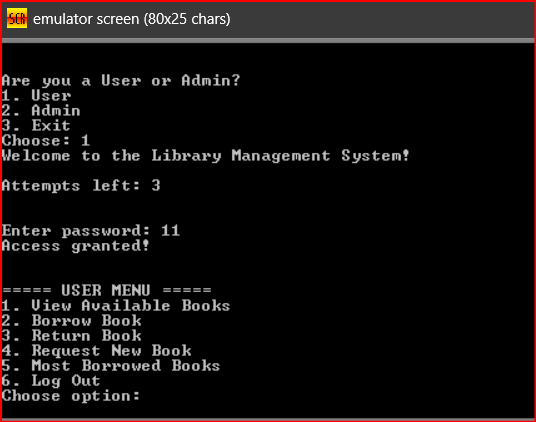 SCR emulator screen (80x25 chars)
Are you a User or Admin?
1. User
2. Admin
3. Exit
Choose: 1
Welcome to the Library Management System!
Attempts left: 3
Enter password: 11
Access granted!
===== USER MENU =====
1. View Available Books
2. Borrow Book
3. Return Book
4. Request New Book
5. Most Borrowed Books
6. Log Out
Choose option: